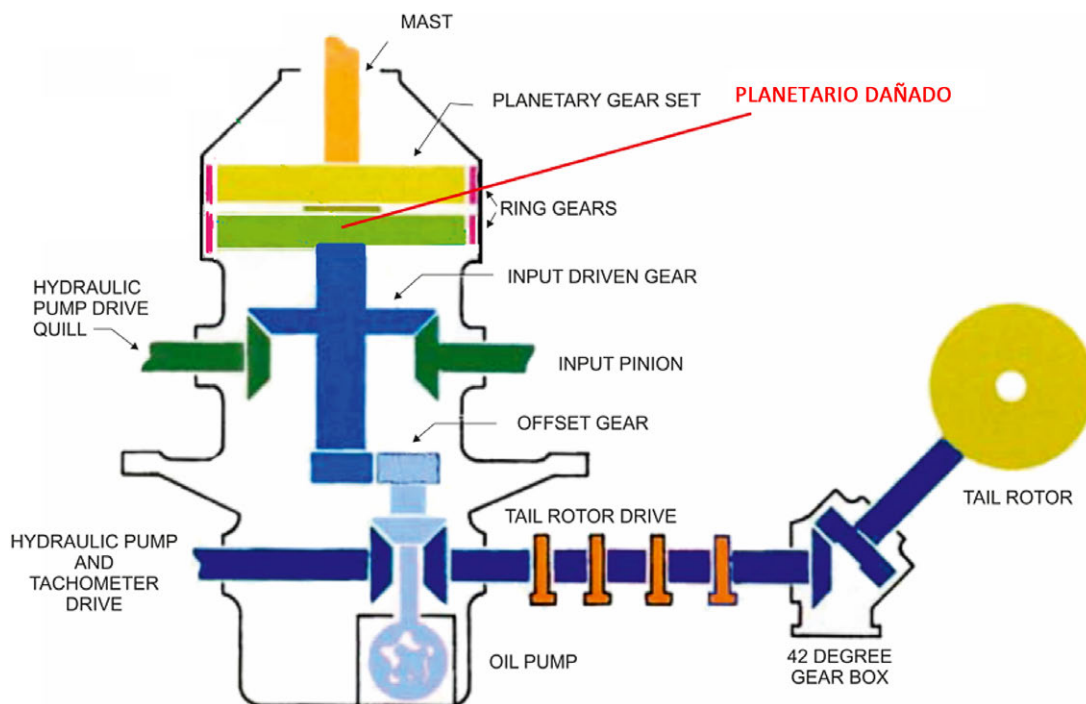 MAST
PLANETARY GEAR SET
PLANETARIO DAÑADO
RING GEARS
INPUT DRIVEN GEAR
HYDRAULIC
PUMP DRIVE
QUILL
INPUT PINION
OFFSET GEAR
TAIL ROTOR
TAIL ROTOR DRIVE
HYDRAULIC PUMP
AND
TACHOMETER
DRIVE
OIL PUMP
42 DEGREE
GEAR BOX